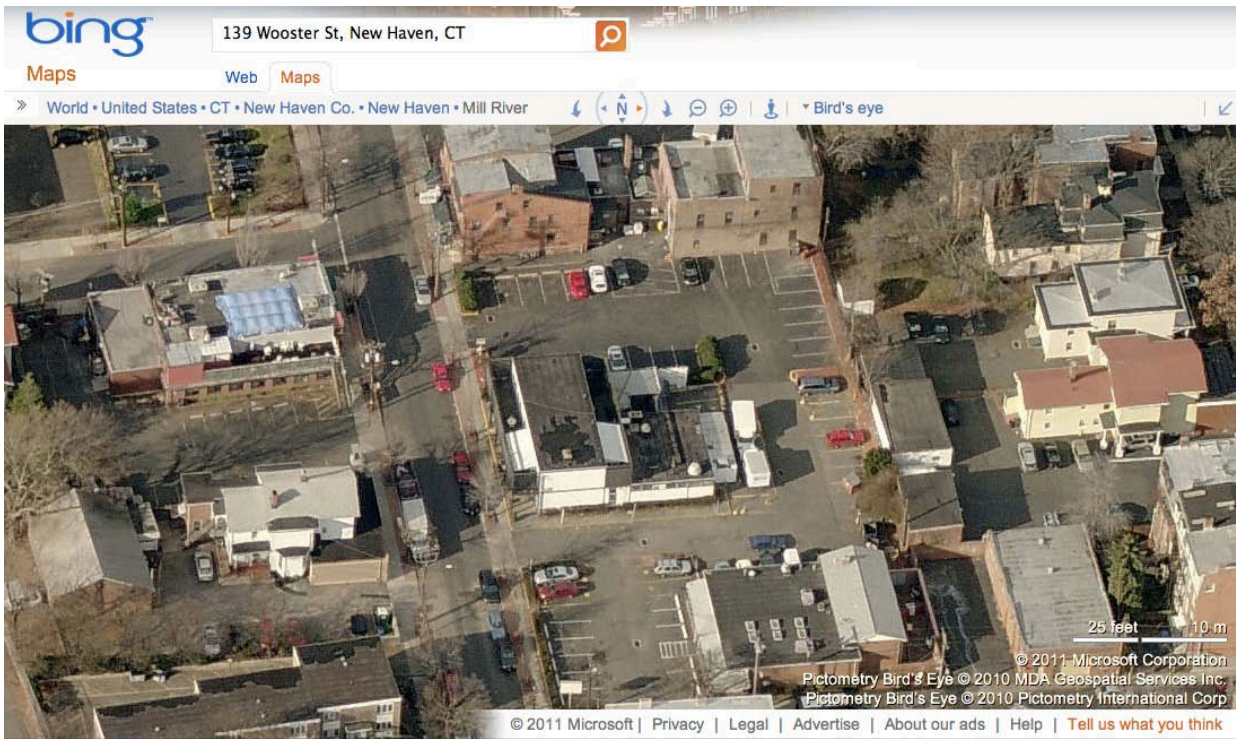 bing™
139 Wooster St, New Haven, CT
Maps
Web
Maps
» World • United States • CT • New Haven Co. • New Haven • Mill River
N
Bird's eye
25 feet
10 m
© 2011 Microsoft Corporation
Pictometry Bird's Eye © 2010 MDA Geospatial Services Inc.
Pictometry Bird's Eye © 2010 Pictometry International Corp
© 2011 Microsoft | Privacy | Legal | Advertise | About our ads | Help | Tell us what you think